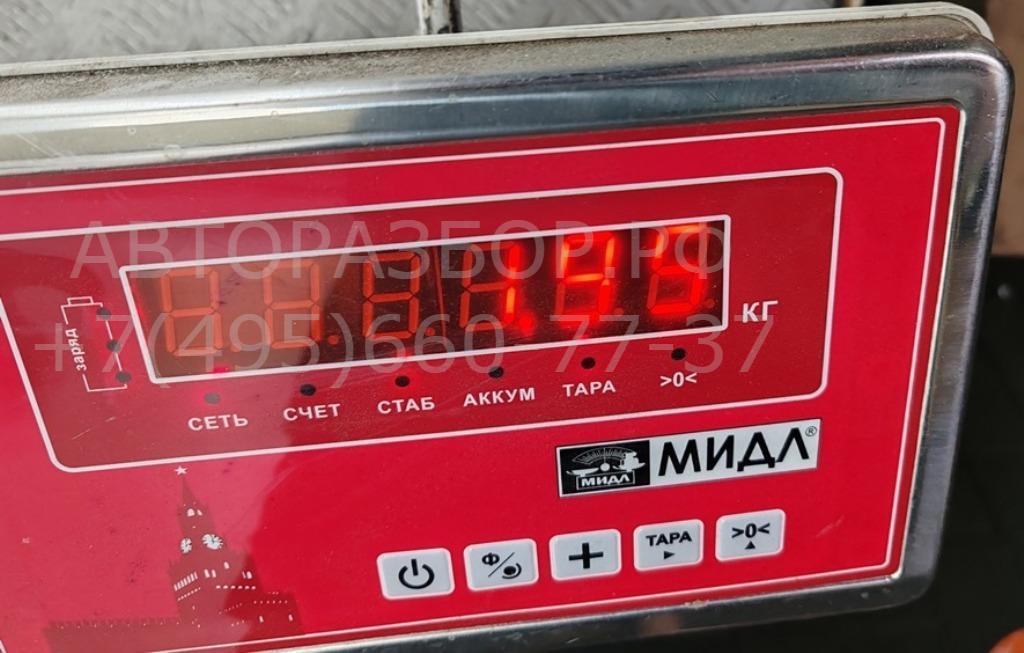 АВТОРАЗБОР.РФ
КГ
+7(495)660-77-37
заряд
СЕТЬ СЧЕТ СТАБ АККУМ ТАРА >0<
МИДЛ МИДЛ®
Ф ТАРА >0<